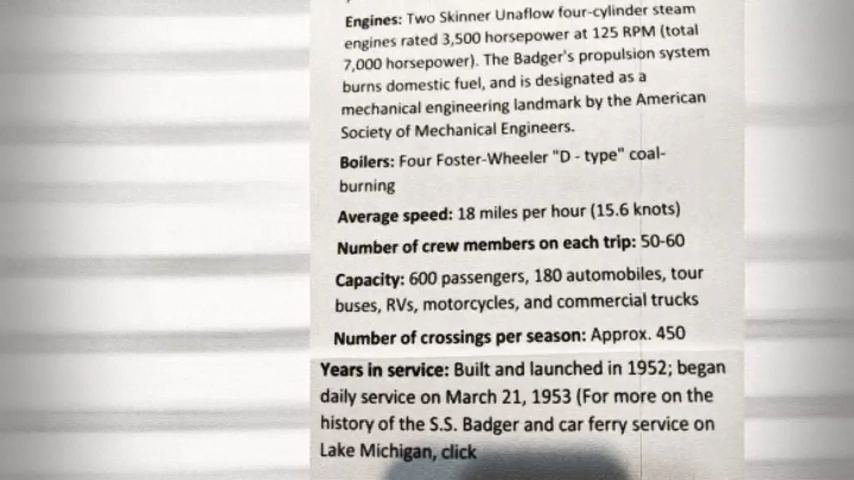 Engines: Two Skinner Unaflow four-cylinder steam
engines rated 3,500 horsepower at 125 RPM (total
7,000 horsepower). The Badger's propulsion system
burns domestic fuel, and is designated as a
mechanical engineering landmark by the American
Society of Mechanical Engineers.
Boilers: Four Foster-Wheeler "D - type" coal-
burning
Average speed: 18 miles per hour (15.6 knots)
Number of crew members on each trip: 50-60
Capacity: 600 passengers, 180 automobiles, tour
buses, RVs, motorcycles, and commercial trucks
Number of crossings per season: Approx. 450
Years in service: Built and launched in 1952; began
daily service on March 21, 1953 (For more on the
history of the S.S. Badger and car ferry service on
Lake Michigan, click